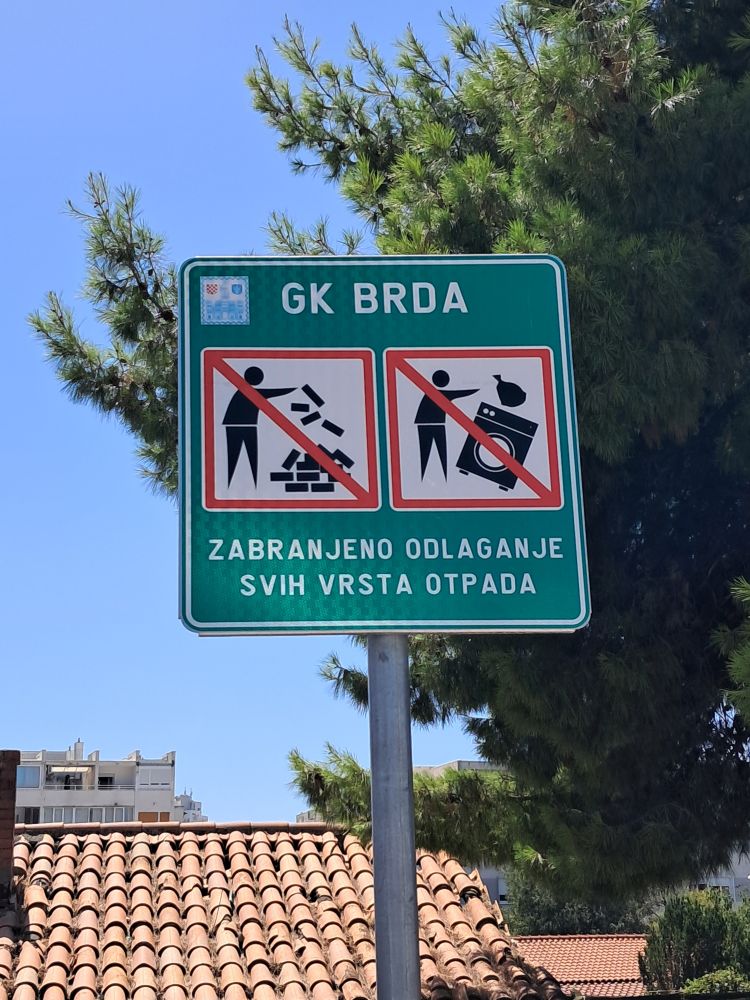 GK BRDA
ZABRANJENO ODLAGANJE
SVIH VRSTA OTPADA